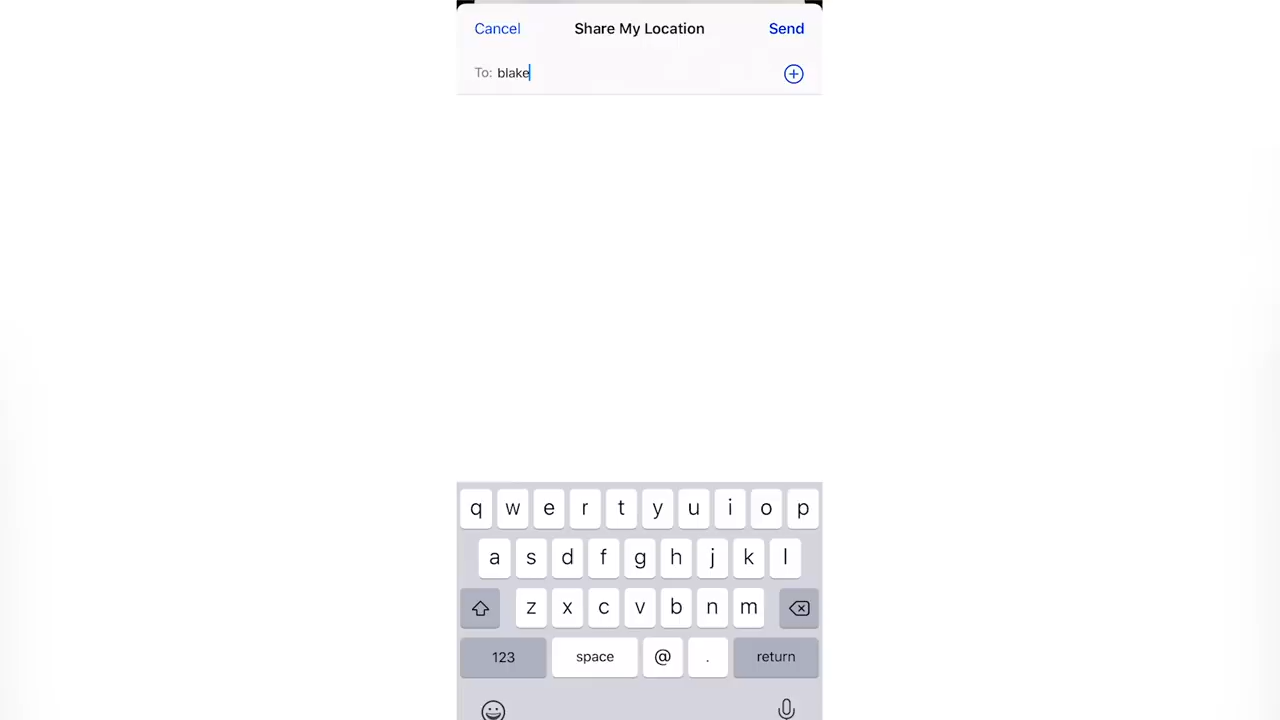 Cancel Share My Location Send
To: blake
q w e r t y u i o p
a s d f g h j k l
z x c v b n m
123 space @ . return